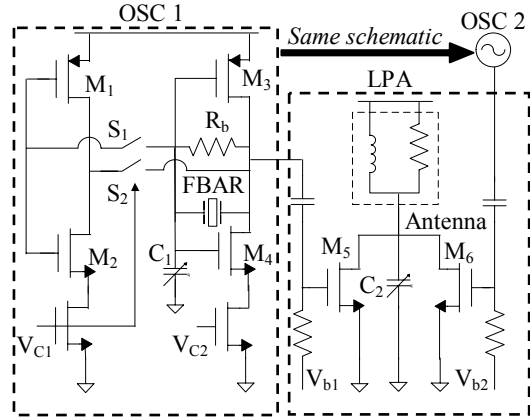 OSC 1
OSC 2
Same schematic
LPA
M1
M3
S1
Rb
S2
FBAR
Antenna
M2
C1
M4
M5
C2
M6
VC1
VC2
Vb1
Vb2